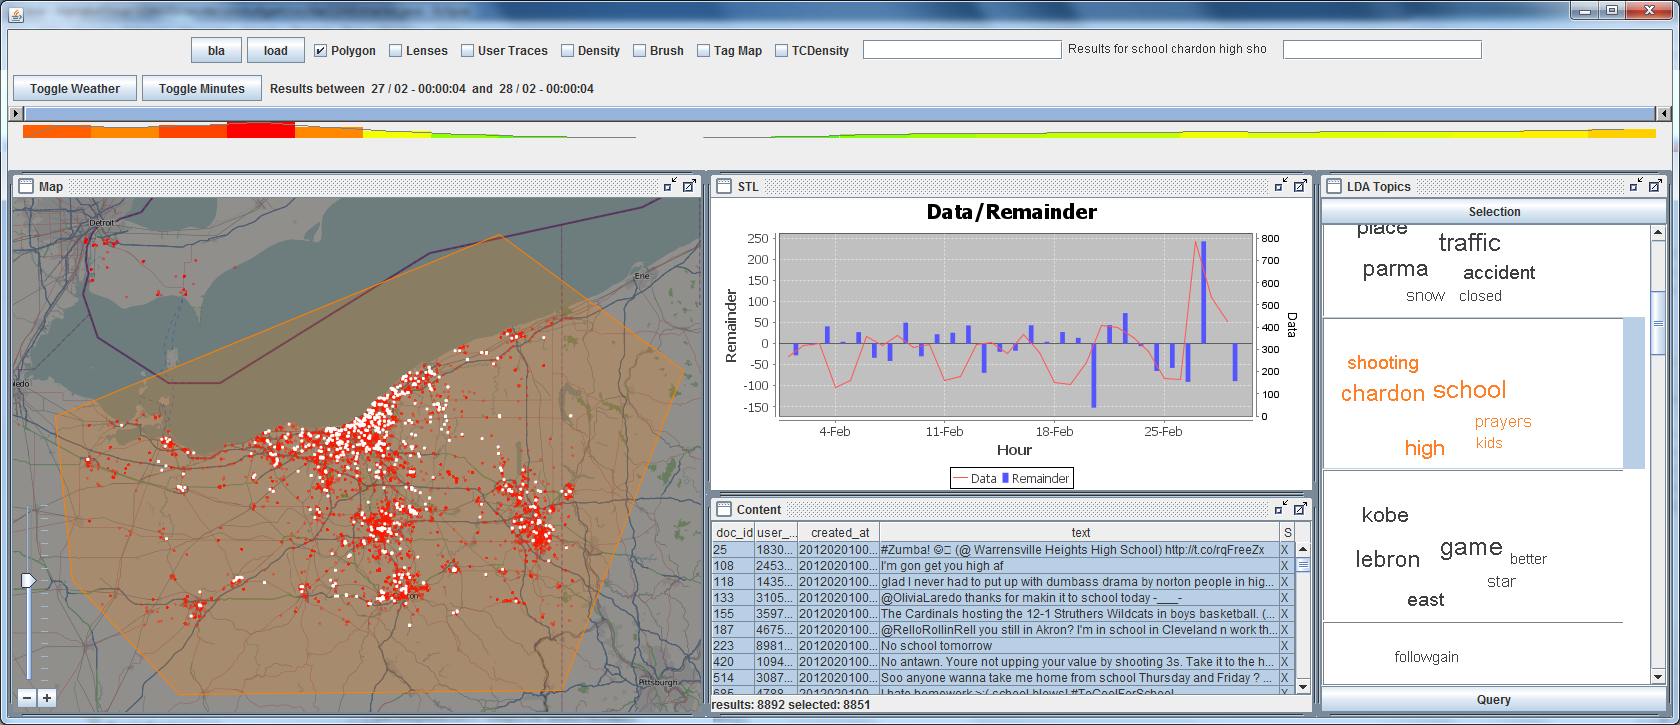 bla load Polygon Lenses User Traces Density Brush Tag Map TCDensity Results for school chardon high sho
Toggle Weather Toggle Minutes Results between 27 / 02 - 00:00:04 and 28 / 02 - 00:00:04
Map
Detroit
Erie
ledo
Pittsburgh
STL
Data/Remainder
250
200
150
100
50
0
-50
-100
-150
Remainder
800
700
600
500
400
300
200
100
0
Data
4-Feb 11-Feb 18-Feb 25-Feb
Hour
Data Remainder
Content
doc_id user_... created_at text S
25 1830... 2012020100... #Zumba! (@ Warrensville Heights High School) http://t.co/rqFreeZx X
108 2453... 2012020100... I'm gon get you high af X
118 1435... 2012020100... glad I never had to put up with dumbass drama by norton people in hig... X
133 3105... 2012020100... @OliviaLaredo thanks for makin it to school today -___- X
155 3597... 2012020100... The Cardinals hosting the 12-1 Struthers Wildcats in boys basketball. (... X
187 4675... 2012020100... @RelloRollinRell you still in Akron? I'm in school in Cleveland n work th... X
223 8981... 2012020100... No school tomorrow X
420 1094... 2012020100... No antawn. Youre not upping your value by shooting 3s. Take it to the h... X
514 3087... 2012020100... Soo anyone wanna take me home from school Thursday and Friday ? ... X
685 4788... 2012020100... I hate homework >:( school blows! #ToCoolForSchool X
results: 8892 selected: 8851
LDA Topics
Selection
place
traffic
parma accident
snow closed
shooting
chardon school
prayers
high kids
kobe
lebron game better
star
east
followgain
Query